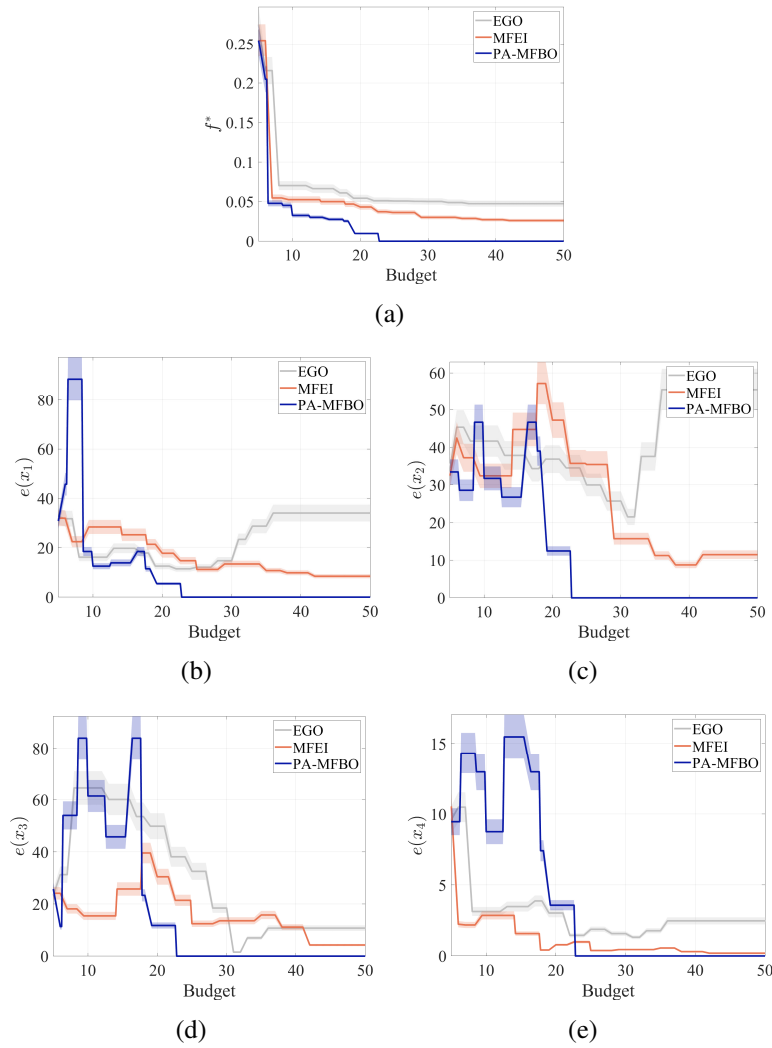 EGO
MFEI
PA-MFBO
0.25
0.2
0.15
0.1
0.05
0
f*
10 20 30 40 50
Budget
(a)
EGO
MFEI
PA-MFBO
80
60
40
20
0
e(x₁)
10 20 30 40 50
Budget
(b)
EGO
MFEI
PA-MFBO
60
50
40
30
20
10
0
e(x₂)
10 20 30 40 50
Budget
(c)
EGO
MFEI
PA-MFBO
80
60
40
20
0
e(x₃)
10 20 30 40 50
Budget
(d)
EGO
MFEI
PA-MFBO
15
10
5
0
e(x₄)
10 20 30 40 50
Budget
(e)